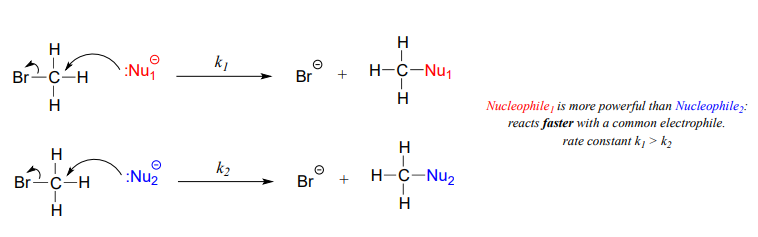 H
Br–C–H :Nu1⊖ k1 Br⊖ + H–C–Nu1
H
H
H
Nucleophile1 is more powerful than Nucleophile2:
reacts faster with a common electrophile.
rate constant k1 > k2
H
Br–C–H :Nu2⊖ k2 Br⊖ + H–C–Nu2
H
H
H